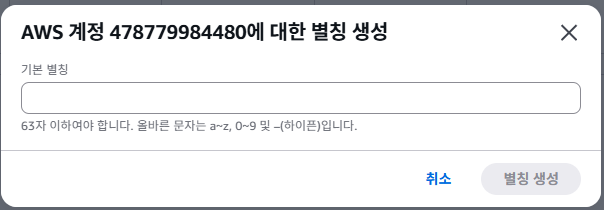 AWS 계정 478779984480에 대한 별칭 생성
기본 별칭
63자 이하여야 합니다. 올바른 문자는 a~z, 0~9 및 –(하이픈)입니다.
취소
별칭 생성